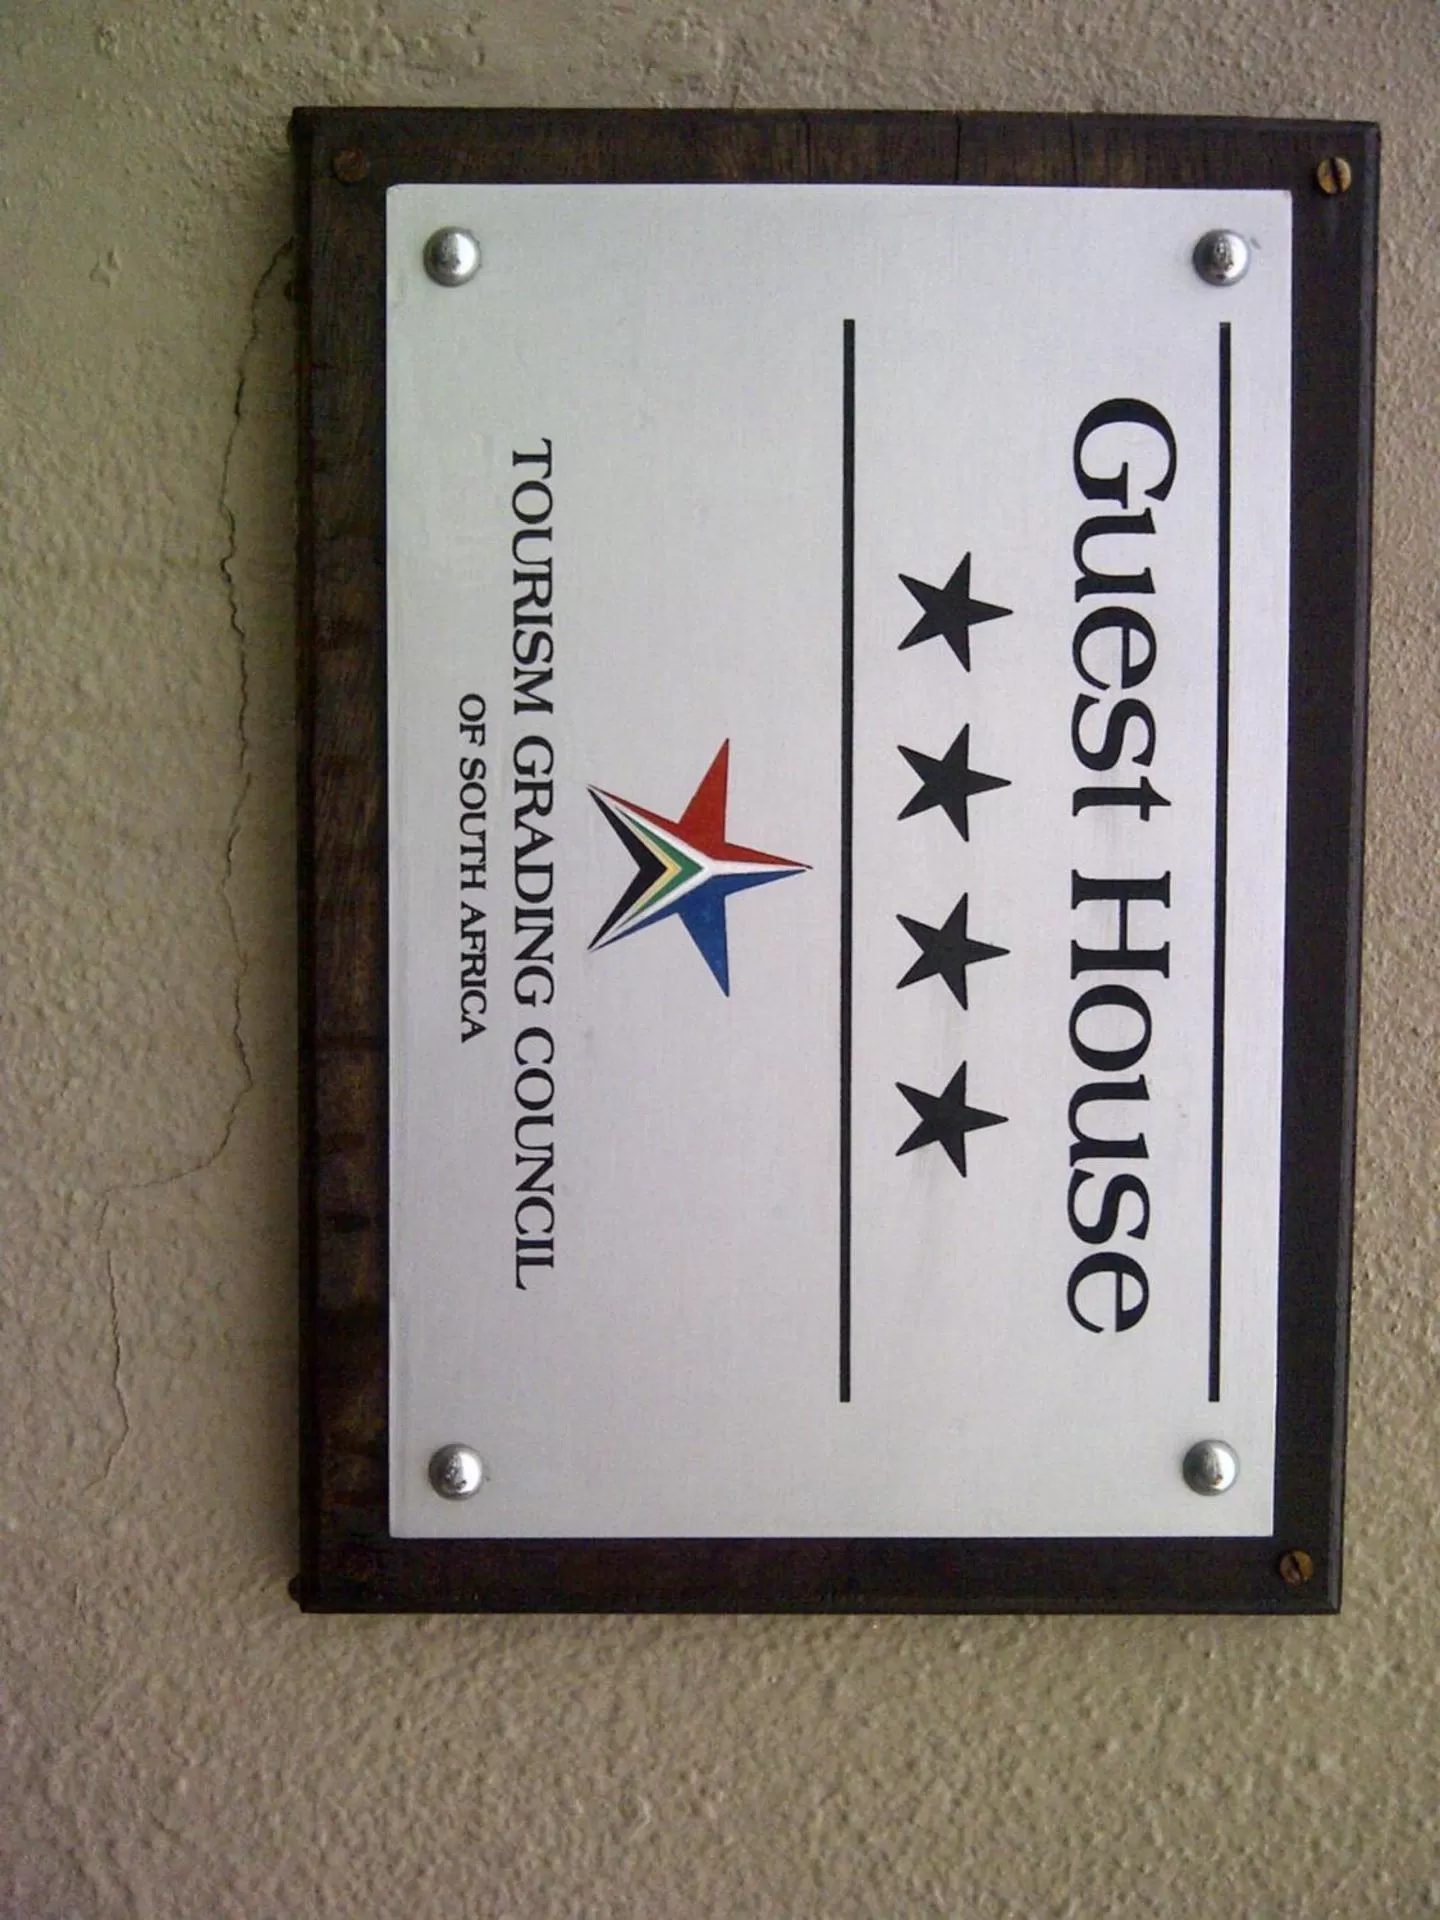 Guest House
TOURISM GRADING COUNCIL
OF SOUTH AFRICA